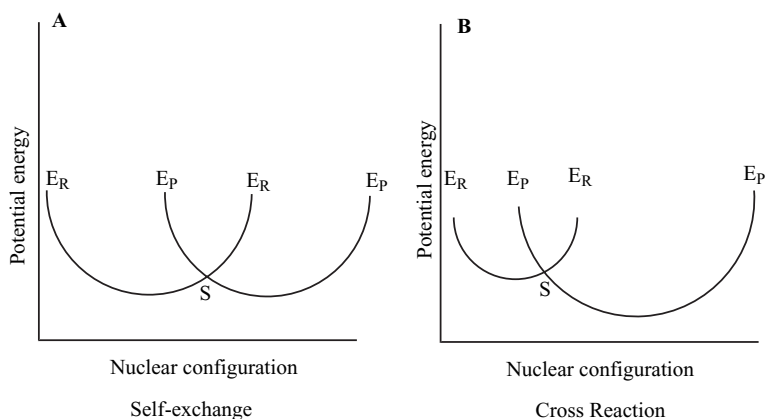 A
Potential energy
E_R
E_P
E_R
E_P
S
Nuclear configuration
Self-exchange
B
Potential energy
E_R
E_P
E_R
E_P
S
Nuclear configuration
Cross Reaction